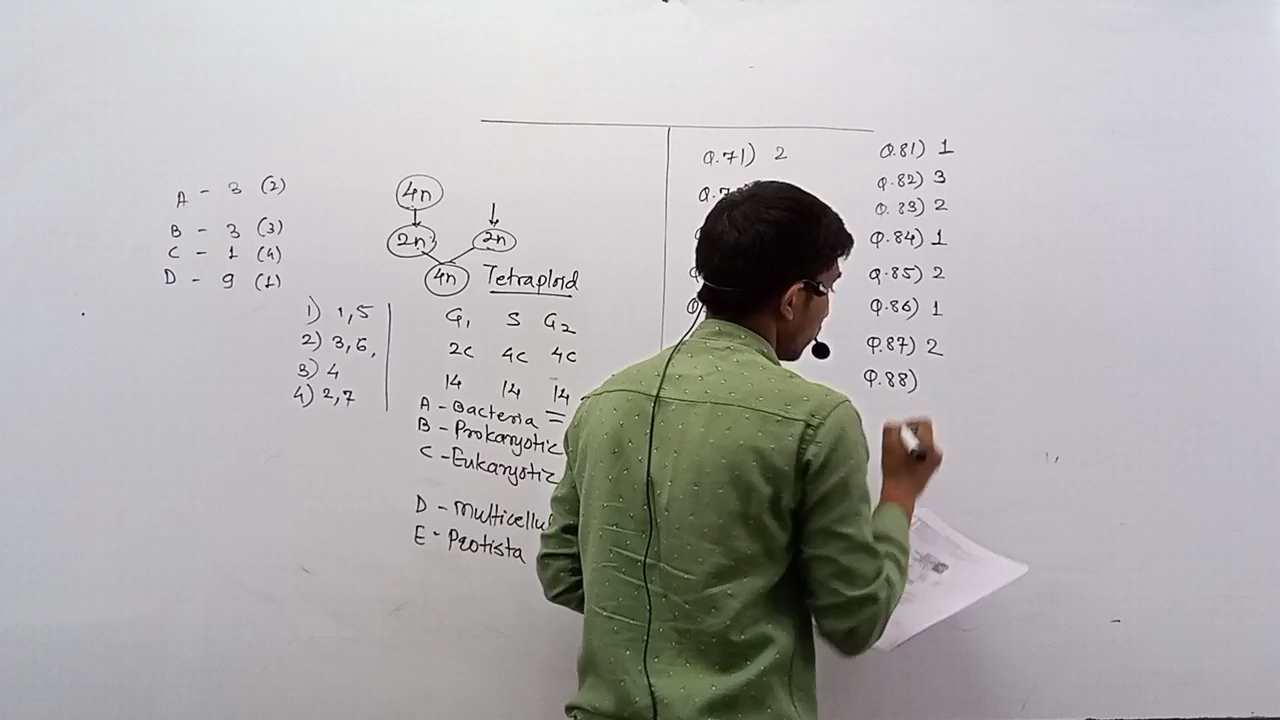 A - 3 (2)
B - 3 (3)
C - 1 (4)
D - 9 (1)
1) 1,5
2) 3,6,
3) 4
4) 2,7
4n
2n
2n
4n Tetraploid
G1 S G2
2C 4C 4C
14 14 14
A - Bacteria
B - Prokaryotic
C - Eukaryotic
D - Multicellul
E - Protista
Q.71) 2
Q.81) 1
Q.82) 3
Q.83) 2
Q.84) 1
Q.85) 2
Q.86) 1
Q.87) 2
Q.88)